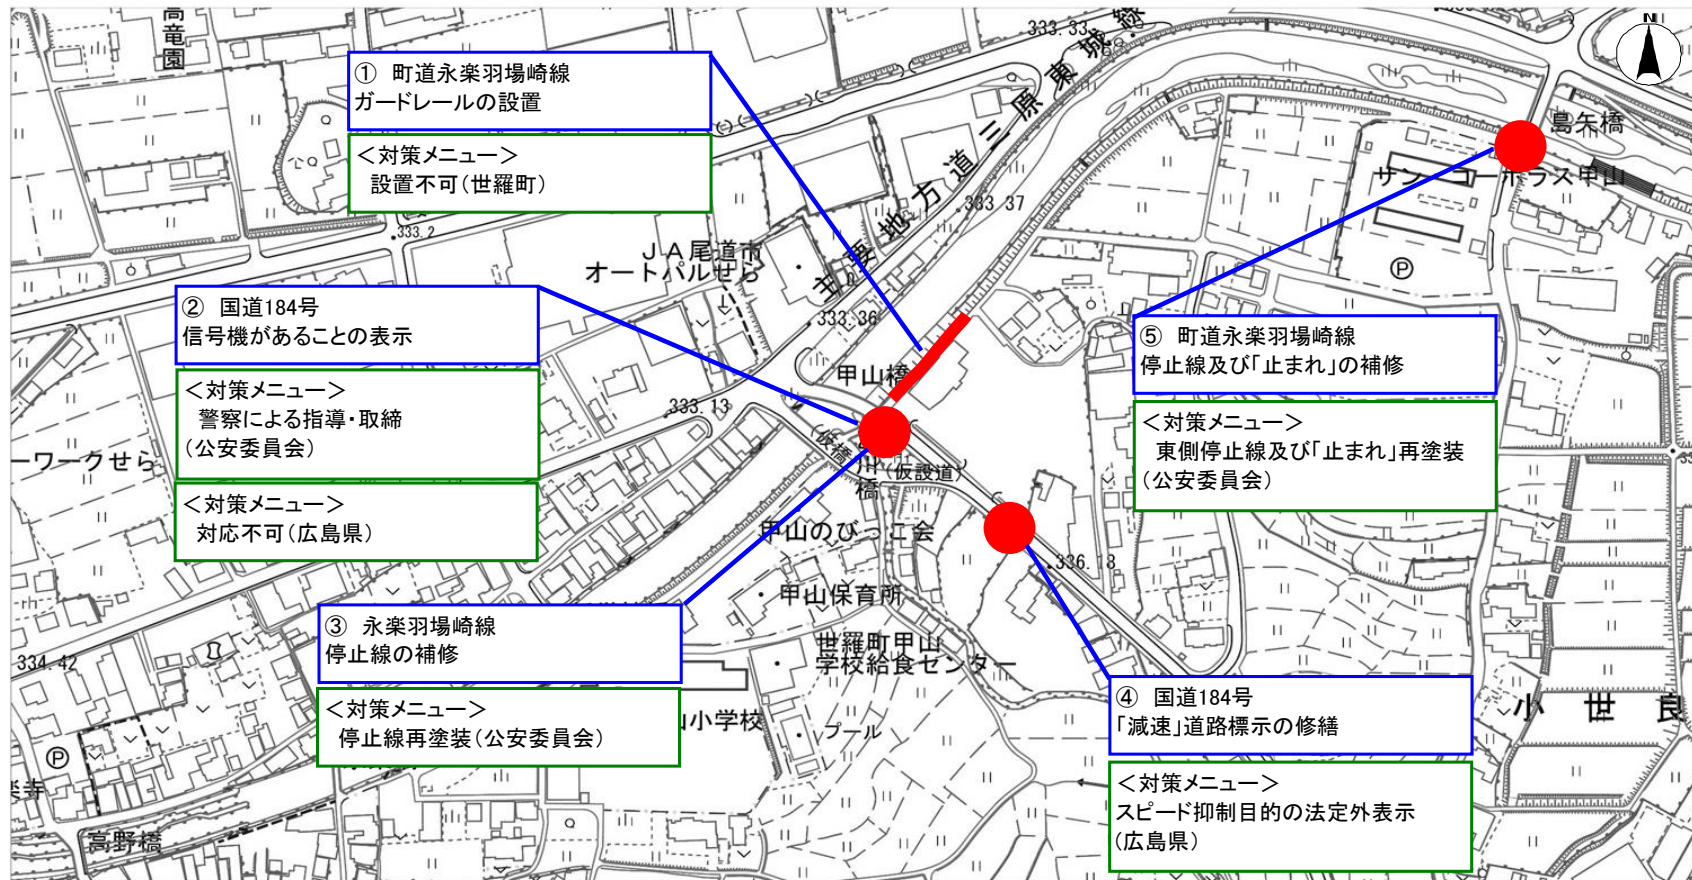 高竜園
N
333.33
主要地方道三原東城線
① 町道永楽羽場崎線
ガードレールの設置
<対策メニュー>
設置不可(世羅町)
島矢橋
サンコーポラス甲山
333.37
333.2
JA尾道市
オートパルせら
P
② 国道184号
信号機があることの表示
<対策メニュー>
警察による指導・取締
(公安委員会)
<対策メニュー>
対応不可(広島県)
333.36
⑤ 町道永楽羽場崎線
停止線及び「止まれ」の補修
<対策メニュー>
東側停止線及び「止まれ」再塗装
(公安委員会)
甲山橋
333.13
(仮橋)
(仮設道)
橋
ーワークせら
甲山のびっこ会
336.18
甲山保育所
③ 永楽羽場崎線
停止線の補修
<対策メニュー>
停止線再塗装(公安委員会)
世羅町甲山
学校給食センター
334.42
山小学校
プール
④ 国道184号
「減速」道路標示の修繕
<対策メニュー>
スピード抑制目的の法定外表示
(広島県)
小世良
P
高野橋